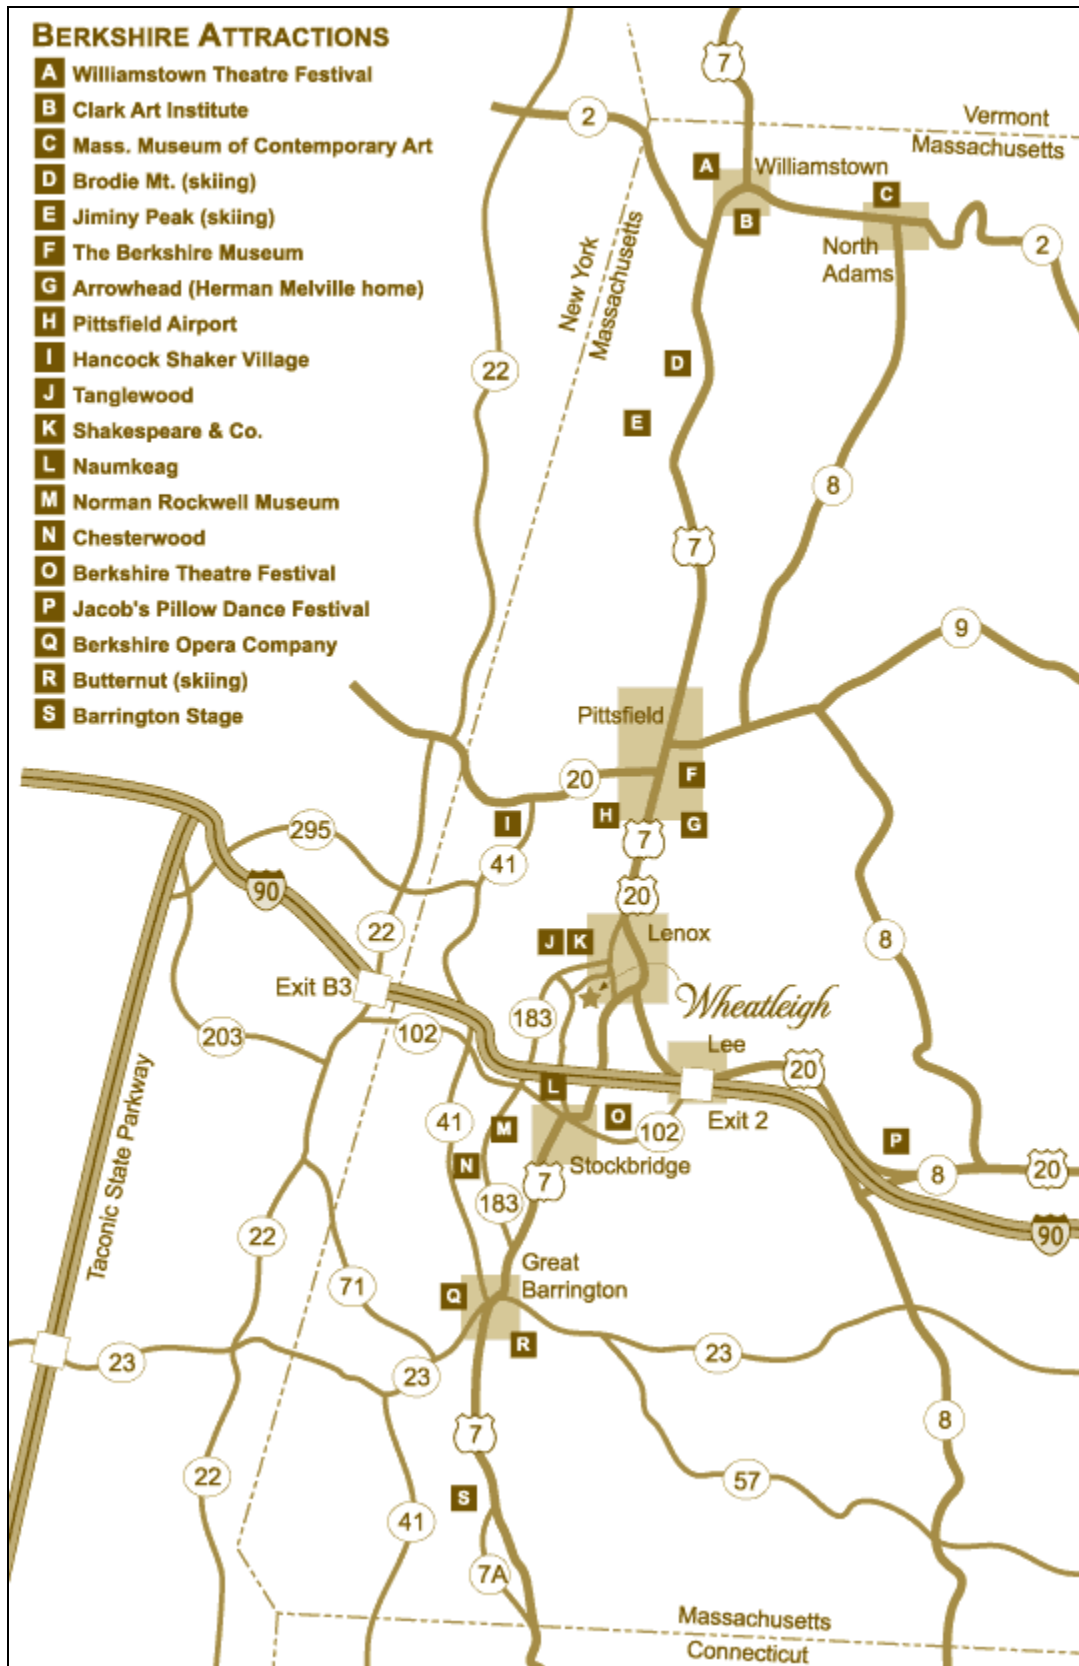 BERKSHIRE ATTRACTIONS
A Williamstown Theatre Festival
B Clark Art Institute
C Mass. Museum of Contemporary Art
D Brodie Mt. (skiing)
E Jiminy Peak (skiing)
F The Berkshire Museum
G Arrowhead (Herman Melville home)
H Pittsfield Airport
I Hancock Shaker Village
J Tanglewood
K Shakespeare & Co.
L Naumkeag
M Norman Rockwell Museum
N Chesterwood
O Berkshire Theatre Festival
P Jacob's Pillow Dance Festival
Q Berkshire Opera Company
R Butternut (skiing)
S Barrington Stage
7
2
Vermont
Massachusetts
A
Williamstown
C
B
North
Adams
2
New York
Massachusetts
22
D
E
8
7
9
Pittsfield
20
F
H
G
I
7
295
41
90
20
22
J
K
Lenox
8
Exit B3
Wheatleigh
183
203
102
Lee
20
L
Taconic State Parkway
41
M
O
102
Exit 2
P
N
Stockbridge
7
8
20
183
22
90
Great
Barrington
71
Q
R
23
23
23
7
8
22
57
S
41
7A
Massachusetts
Connecticut